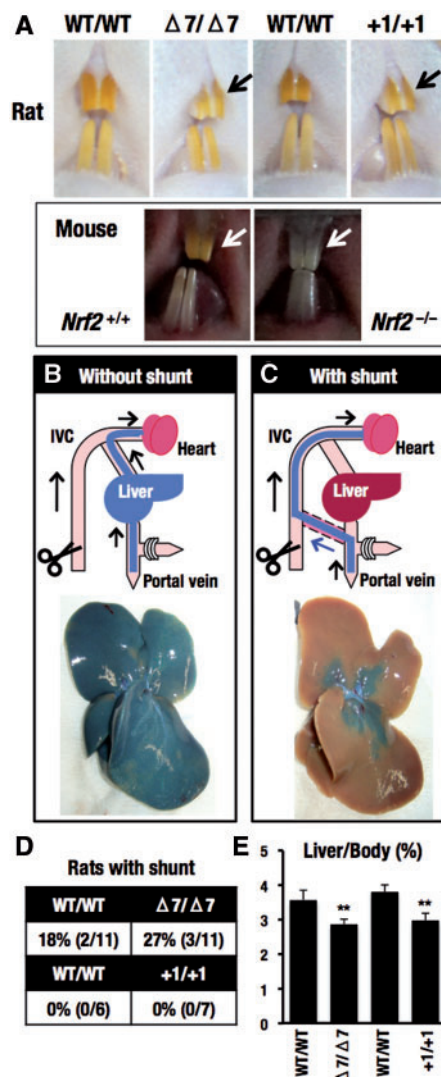 A WT/WT Δ7/Δ7 WT/WT +1/+1
Rat
Mouse
Nrf2 +/+ Nrf2 −/−
B Without shunt
IVC
Heart
Liver
Portal vein
C With shunt
IVC
Heart
Liver
Portal vein
D
Rats with shunt
WT/WT Δ7/Δ7
18% (2/11) 27% (3/11)
WT/WT +1/+1
0% (0/6) 0% (0/7)
E Liver/Body (%)
5
4
3
2
1
0
** **
WT/WT
Δ7/Δ7
WT/WT
+1/+1